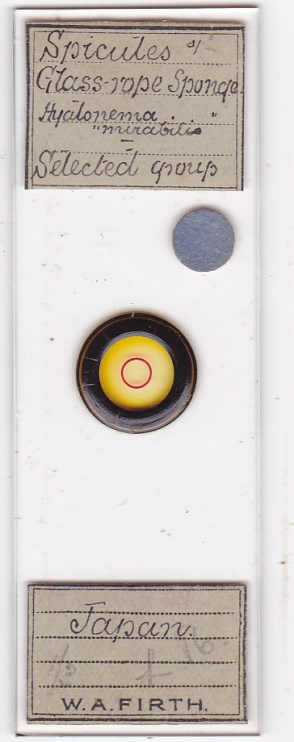 Spicules of
Glass-rope Sponge.
Hyalonema . . "
"mirabilis
Selected group
Japan.
W.A. FIRTH.